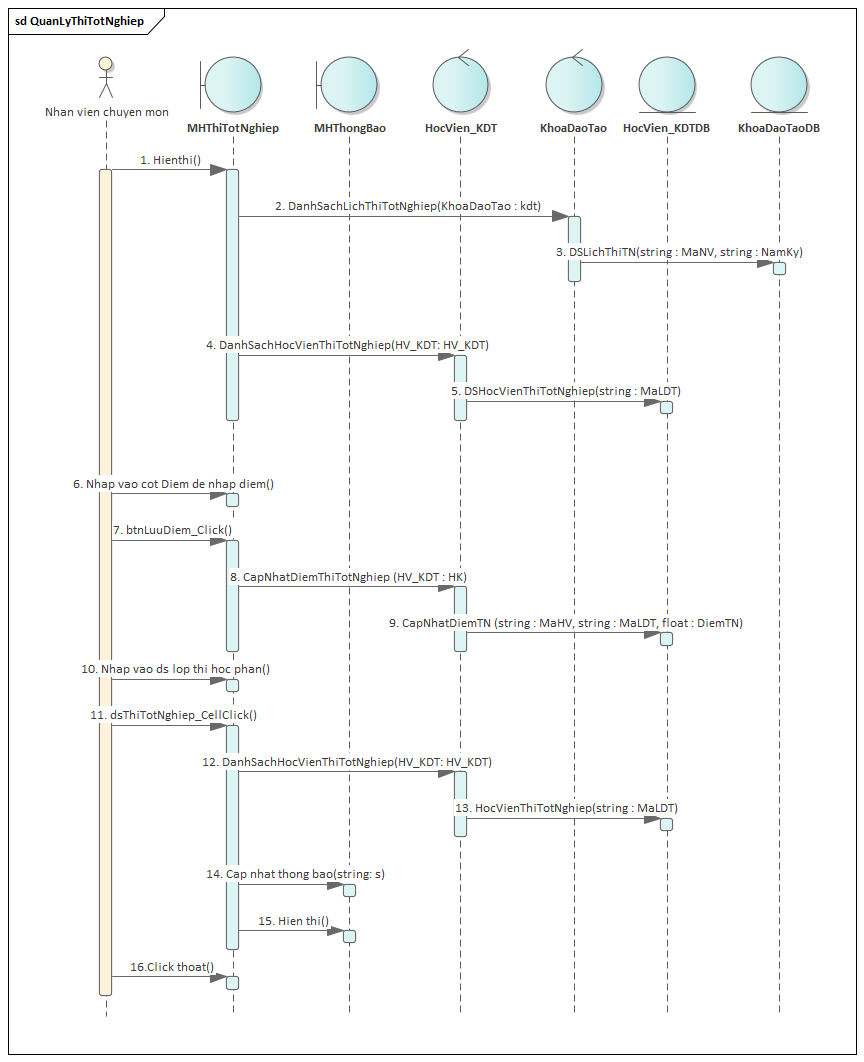 sd QuanLyThiTotNghiep
Nhan vien chuyen mon
MHThiTotNghiep
MHThongBao
HocVien_KDT
KhoaDaoTao
HocVien_KDTDB
KhoaDaoTaoDB
1. Hienthi()
2. DanhSachLichThiTotNghiep(KhoaDaoTao : kdt)
3. DSLichThiTN(string : MaNV, string : NamKy)
4. DanhSachHocVienThiTotNghiep(HV_KDT: HV_KDT)
5. DSHocVienThiTotNghiep(string : MaLDT)
6. Nhap vao cot Diem de nhap diem()
7. btnLuuDiem_Click()
8. CapNhatDiemThiTotNghiep (HV_KDT : HK)
9. CapNhatDiemTN (string : MaHV, string : MaLDT, float : DiemTN)
10. Nhap vao ds lop thi hoc phan()
11. dsThiTotNghiep_CellClick()
12. DanhSachHocVienThiTotNghiep(HV_KDT: HV_KDT)
13. HocVienThiTotNghiep(string : MaLDT)
14. Cap nhat thong bao(string: s)
15. Hien thi()
16.Click thoat()